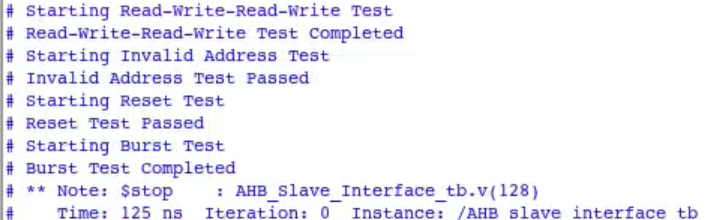 # Starting Read-Write-Read-Write Test
# Read-Write-Read-Write Test Completed
# Starting Invalid Address Test
# Invalid Address Test Passed
# Starting Reset Test
# Reset Test Passed
# Starting Burst Test
# Burst Test Completed
# ** Note: $stop    : AHB_Slave_Interface_tb.v(128)
#    Time: 125 ns  Iteration: 0  Instance: /AHB_slave_interface_tb